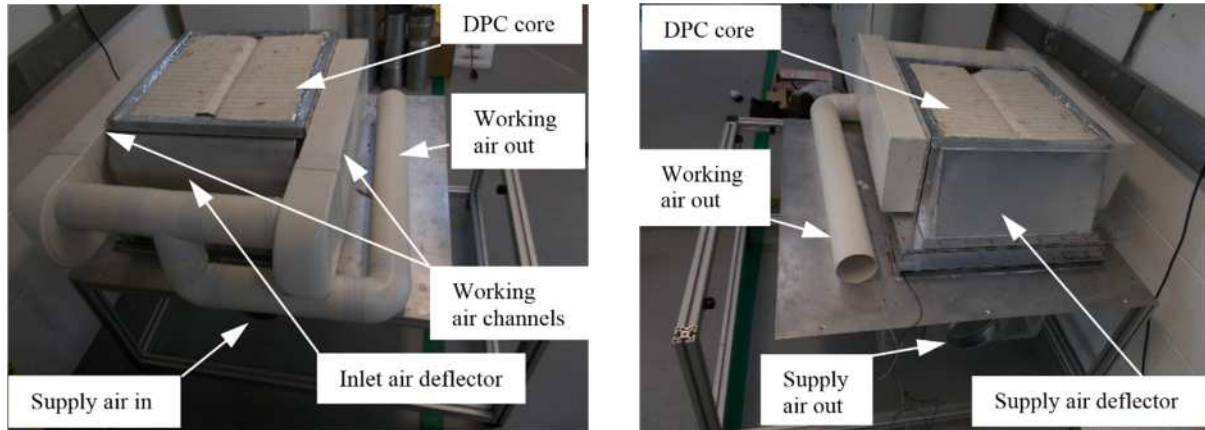 DPC core
Working
air out
Working
air channels
Inlet air deflector
Supply air in
DPC core
Working
air out
Supply
air out
Supply air deflector